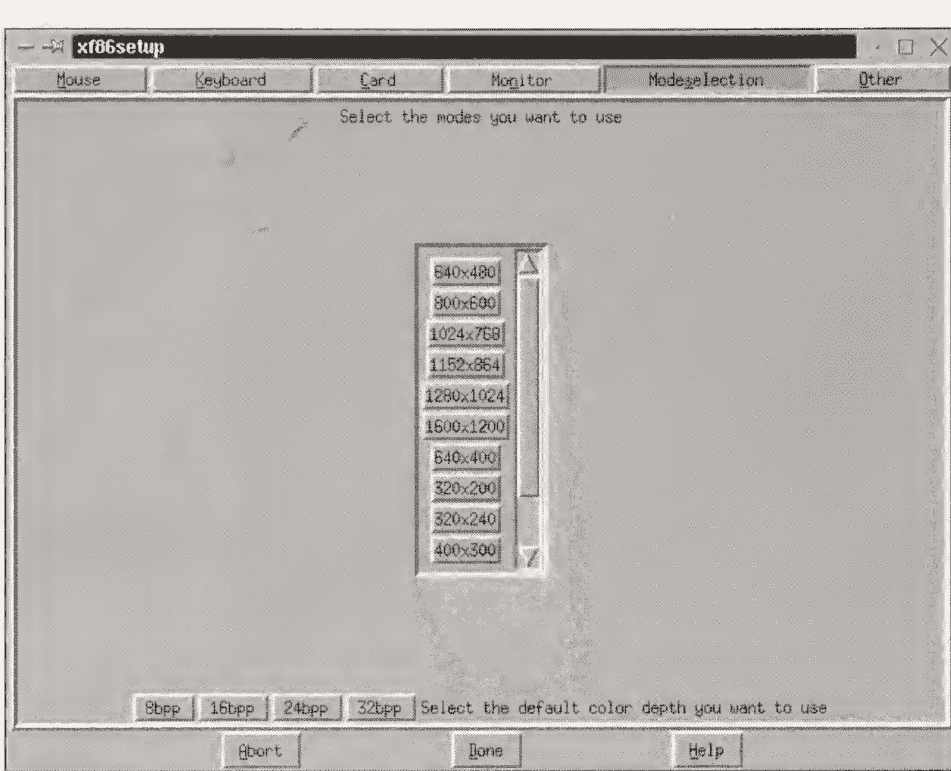 xf86setup
Mouse Keyboard Card Monitor Modeselection Other
Select the modes you want to use
640x480
800x600
1024x768
1152x864
1280x1024
1600x1200
640x400
320x200
320x240
400x300
8bpp 16bpp 24bpp 32bpp Select the default color depth you want to use
Abort Done Help